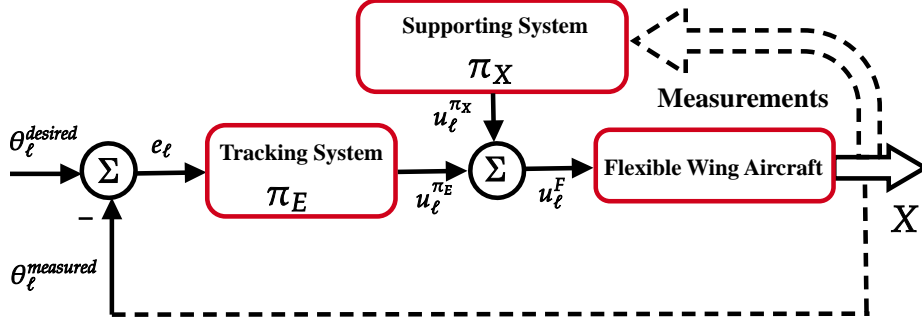 Supporting System
π_X
Measurements
u_ℓ^{π_X}
θ_ℓ^{desired}
Σ
e_ℓ
Tracking System
π_E
u_ℓ^{π_E}
Σ
u_ℓ^F
Flexible Wing Aircraft
X
−
θ_ℓ^{measured}